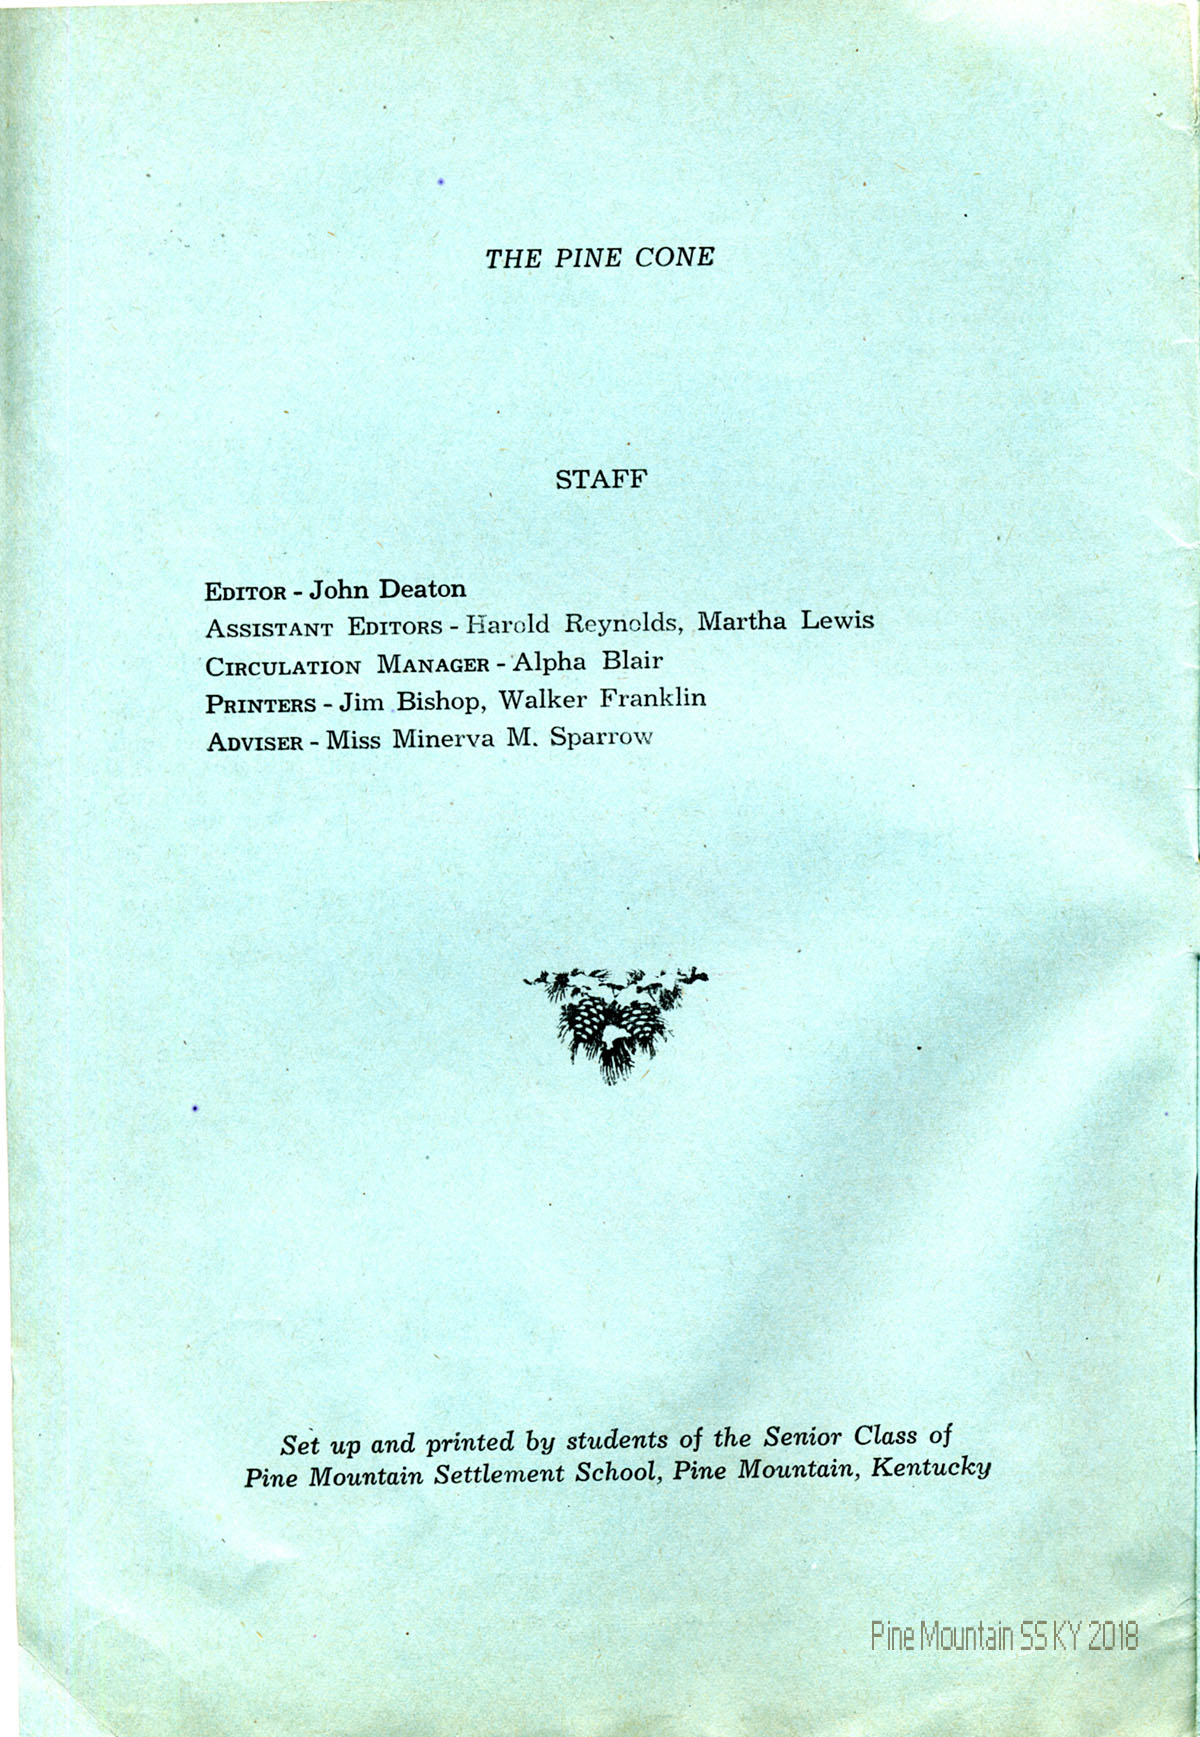 THE PINE CONE
STAFF
EDITOR - John Deaton
ASSISTANT EDITORS - Harold Reynolds, Martha Lewis
CIRCULATION MANAGER - Alpha Blair
PRINTERS - Jim Bishop, Walker Franklin
ADVISER - Miss Minerva M. Sparrow
Set up and printed by students of the Senior Class of
Pine Mountain Settlement School, Pine Mountain, Kentucky
Pine Mountain SS KY 2018